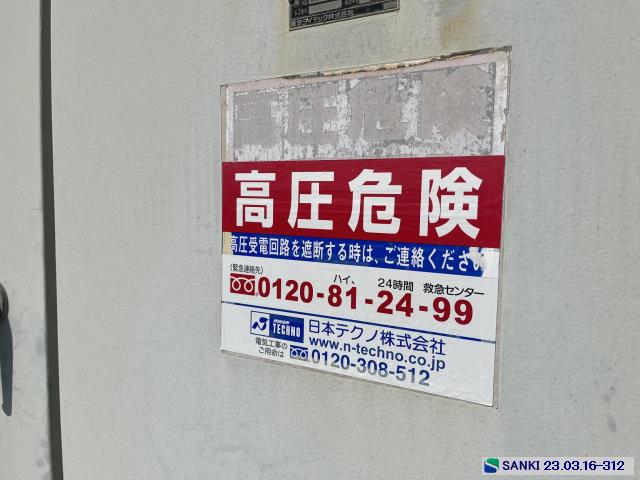 高圧危険
高圧危険
高圧受電回路を遮断する時は、ご連絡ください
(緊急連絡先)
ハイ、 24時間 救急センター
0120-81-24-99
NIHON TECHNO
日本テクノ株式会社
www.n-techno.co.jp
電気工事の
ご用命は
0120-308-512
SANKI 23.03.16-312